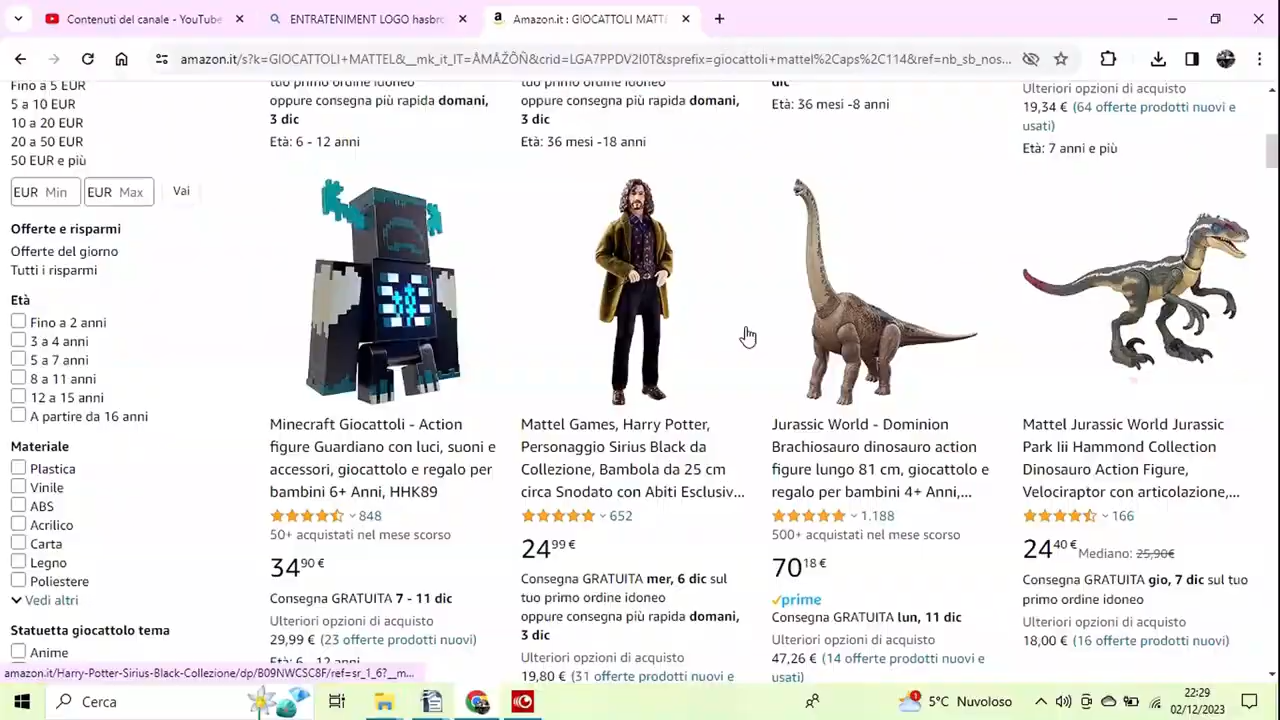 Contenuti del canale - YouTube
ENTRATENIMENT LOGO hasbro
Amazon.it : GIOCATTOLI MATTE
amazon.it/s?k=GIOCATTOLI+MATTEL&__mk_it_IT=ÅMÅŽÕÑ&crid=LGA7PPDV2I0T&sprefix=giocattoli+mattel%2Caps%2C114&ref=nb_sb_nos...
Fino a 5 EUR
5 a 10 EUR
10 a 20 EUR
20 a 50 EUR
50 EUR e più
EUR Min
EUR Max
Vai
Offerte e risparmi
Offerte del giorno
Tutti i risparmi
Età
Fino a 2 anni
3 a 4 anni
5 a 7 anni
8 a 11 anni
12 a 15 anni
A partire da 16 anni
Materiale
Plastica
Vinile
ABS
Acrilico
Carta
Legno
Poliestere
Vedi altri
Statuetta giocattolo tema
Anime
tuo primo ordine idoneo
oppure consegna più rapida domani,
3 dic
Età: 6 - 12 anni
tuo primo ordine idoneo
oppure consegna più rapida domani,
3 dic
Età: 36 mesi -18 anni
dic
Età: 36 mesi -8 anni
Ulteriori opzioni di acquisto
19,34 € (64 offerte prodotti nuovi e
usati)
Età: 7 anni e più
Minecraft Giocattoli - Action
figure Guardiano con luci, suoni e
accessori, giocattolo e regalo per
bambini 6+ Anni, HHK89
848
50+ acquistati nel mese scorso
34,90 €
Consegna GRATUITA 7 - 11 dic
Ulteriori opzioni di acquisto
29,99 € (23 offerte prodotti nuovi)
Età: 6 - 12 anni
Mattel Games, Harry Potter,
Personaggio Sirius Black da
Collezione, Bambola da 25 cm
circa Snodato con Abiti Esclusiv...
652
24,99 €
Consegna GRATUITA mer, 6 dic sul
tuo primo ordine idoneo
oppure consegna più rapida domani,
3 dic
Ulteriori opzioni di acquisto
19,80 € (31 offerte prodotti nuovi e
Jurassic World - Dominion
Brachiosauro dinosauro action
figure lungo 81 cm, giocattolo e
regalo per bambini 4+ Anni,...
1.188
500+ acquistati nel mese scorso
70,18 €
prime
Consegna GRATUITA lun, 11 dic
Ulteriori opzioni di acquisto
47,26 € (14 offerte prodotti nuovi e
usati)
Mattel Jurassic World Jurassic
Park Iii Hammond Collection
Dinosauro Action Figure,
Velociraptor con articolazione,...
166
24,40 € Mediano: 25,90€
Consegna GRATUITA gio, 7 dic sul tuo
primo ordine idoneo
Ulteriori opzioni di acquisto
18,00 € (16 offerte prodotti nuovi)
amazon.it/Harry-Potter-Sirius-Black-Collezione/dp/B09NWCSC8F/ref=sr_1_6?__m...
Cerca
1
5°C Nuvoloso
22:29
02/12/2023